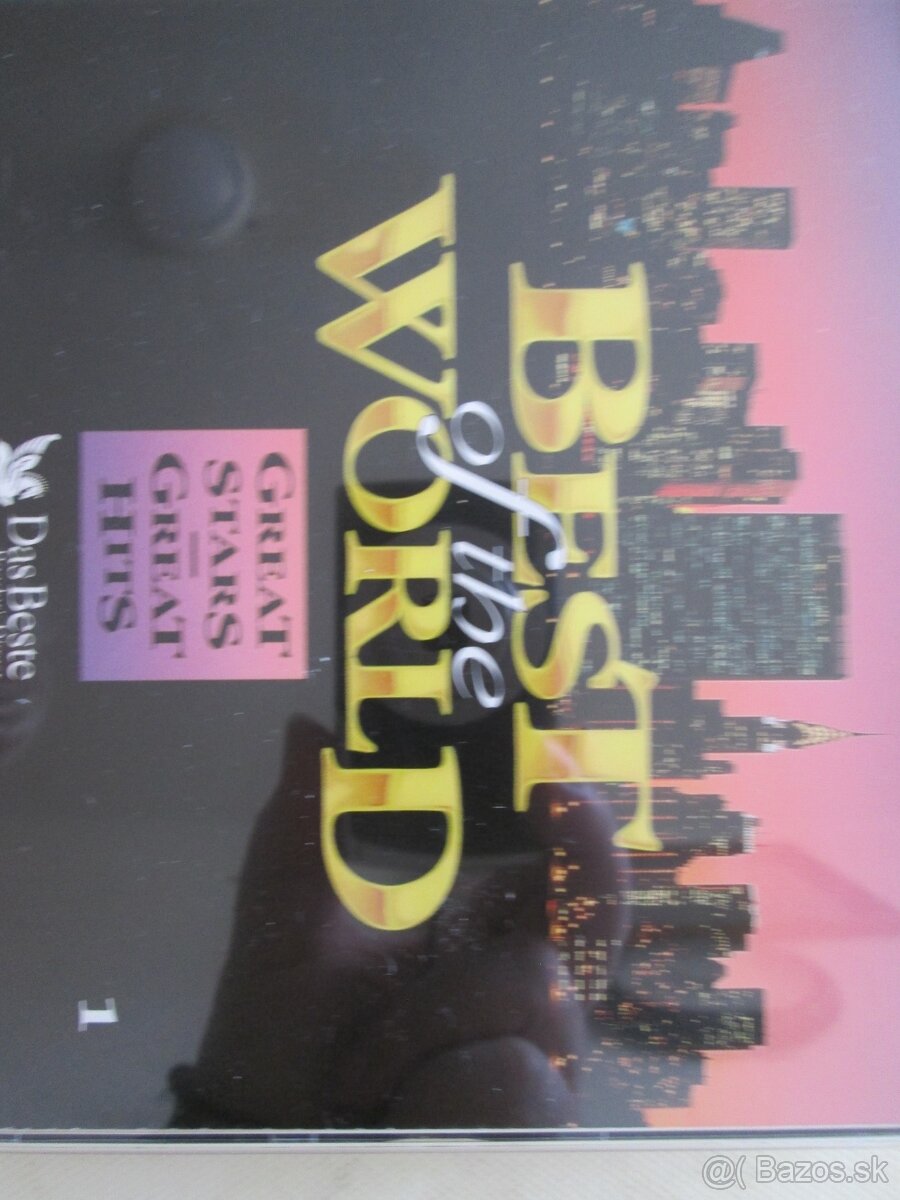 BEST
of the
WORLD
GREAT
STARS
GREAT
HITS
Das Beste
1
@( Bazos.sk